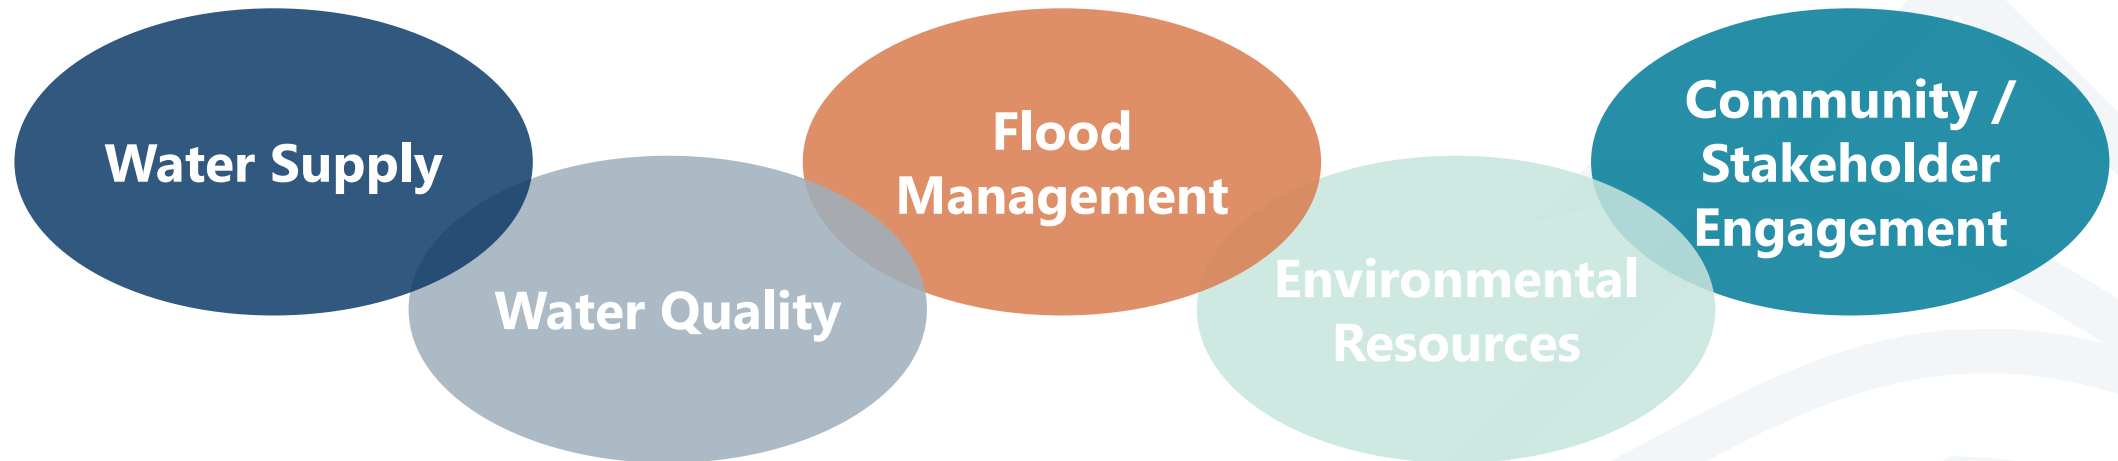 Water Supply
Water Quality
Flood
Management
Environmental
Resources
Community /
Stakeholder
Engagement